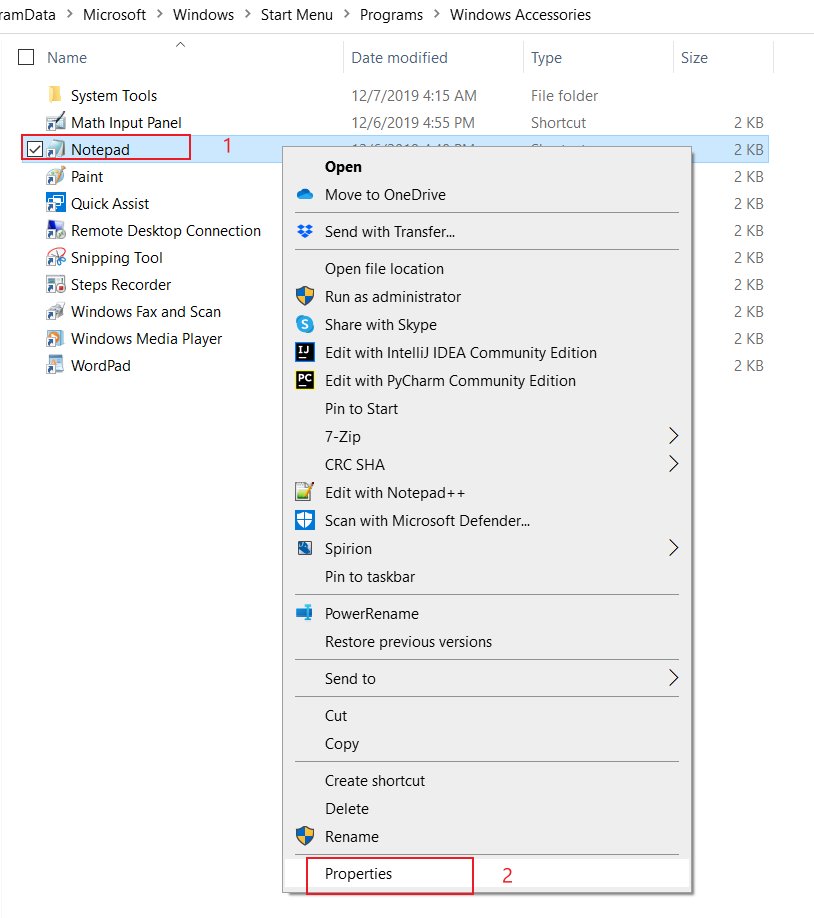 ramData > Microsoft > Windows > Start Menu > Programs > Windows Accessories
Name Date modified Type Size
System Tools 12/7/2019 4:15 AM File folder
Math Input Panel 12/6/2019 4:55 PM Shortcut 2 KB
Notepad 1 2 KB
Paint 2 KB
Quick Assist 2 KB
Remote Desktop Connection 2 KB
Snipping Tool 2 KB
Steps Recorder 2 KB
Windows Fax and Scan 2 KB
Windows Media Player 2 KB
WordPad 2 KB
Open
Move to OneDrive
Send with Transfer...
Open file location
Run as administrator
Share with Skype
Edit with IntelliJ IDEA Community Edition
Edit with PyCharm Community Edition
Pin to Start
7-Zip
CRC SHA
Edit with Notepad++
Scan with Microsoft Defender...
Spirion
Pin to taskbar
PowerRename
Restore previous versions
Send to
Cut
Copy
Create shortcut
Delete
Rename
Properties 2